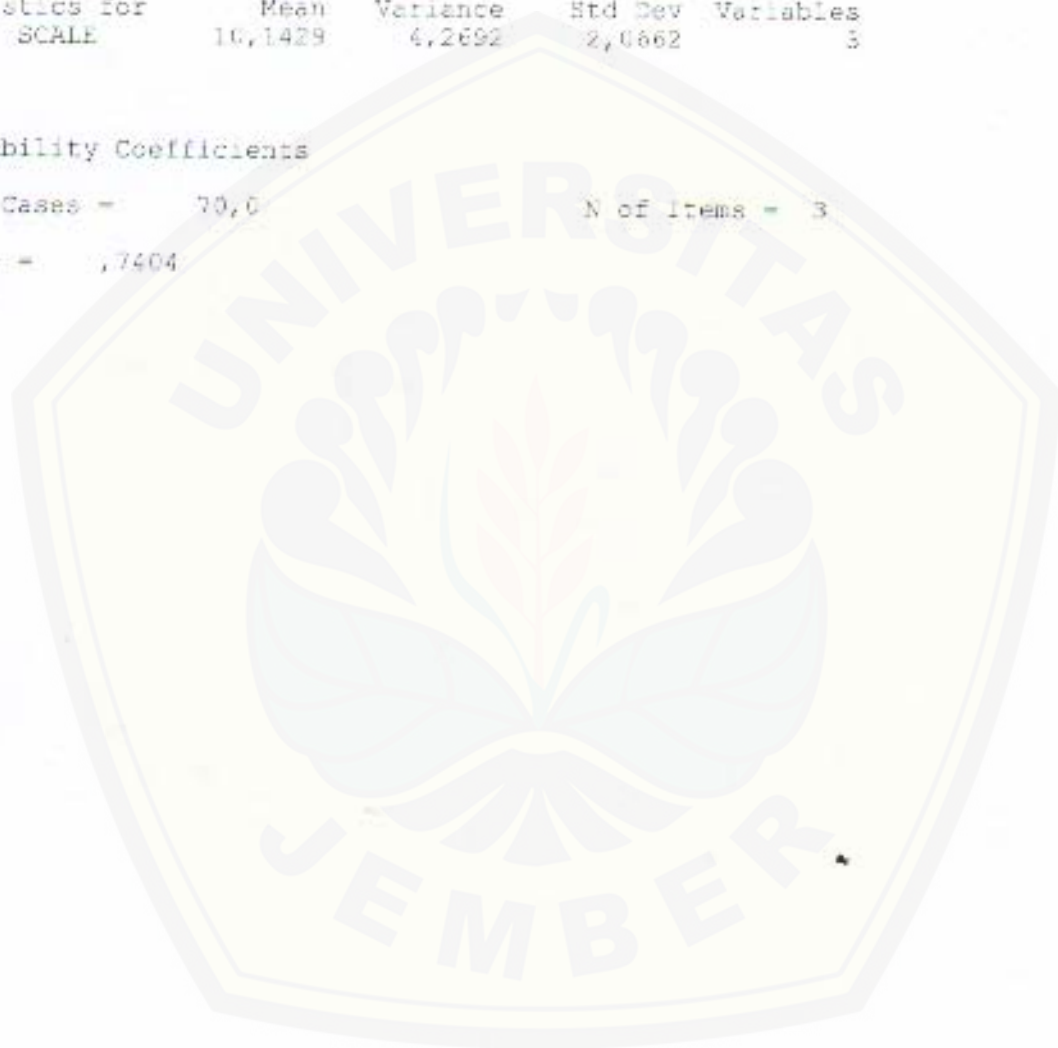 stics for Mean Variance Std Dev Variables
SCALE 10,1429 4,2692 2,0662 3
bility Coefficients
Cases = 70,0 N of Items = 3
= ,7404
UNIVERSITAS
JEMBER